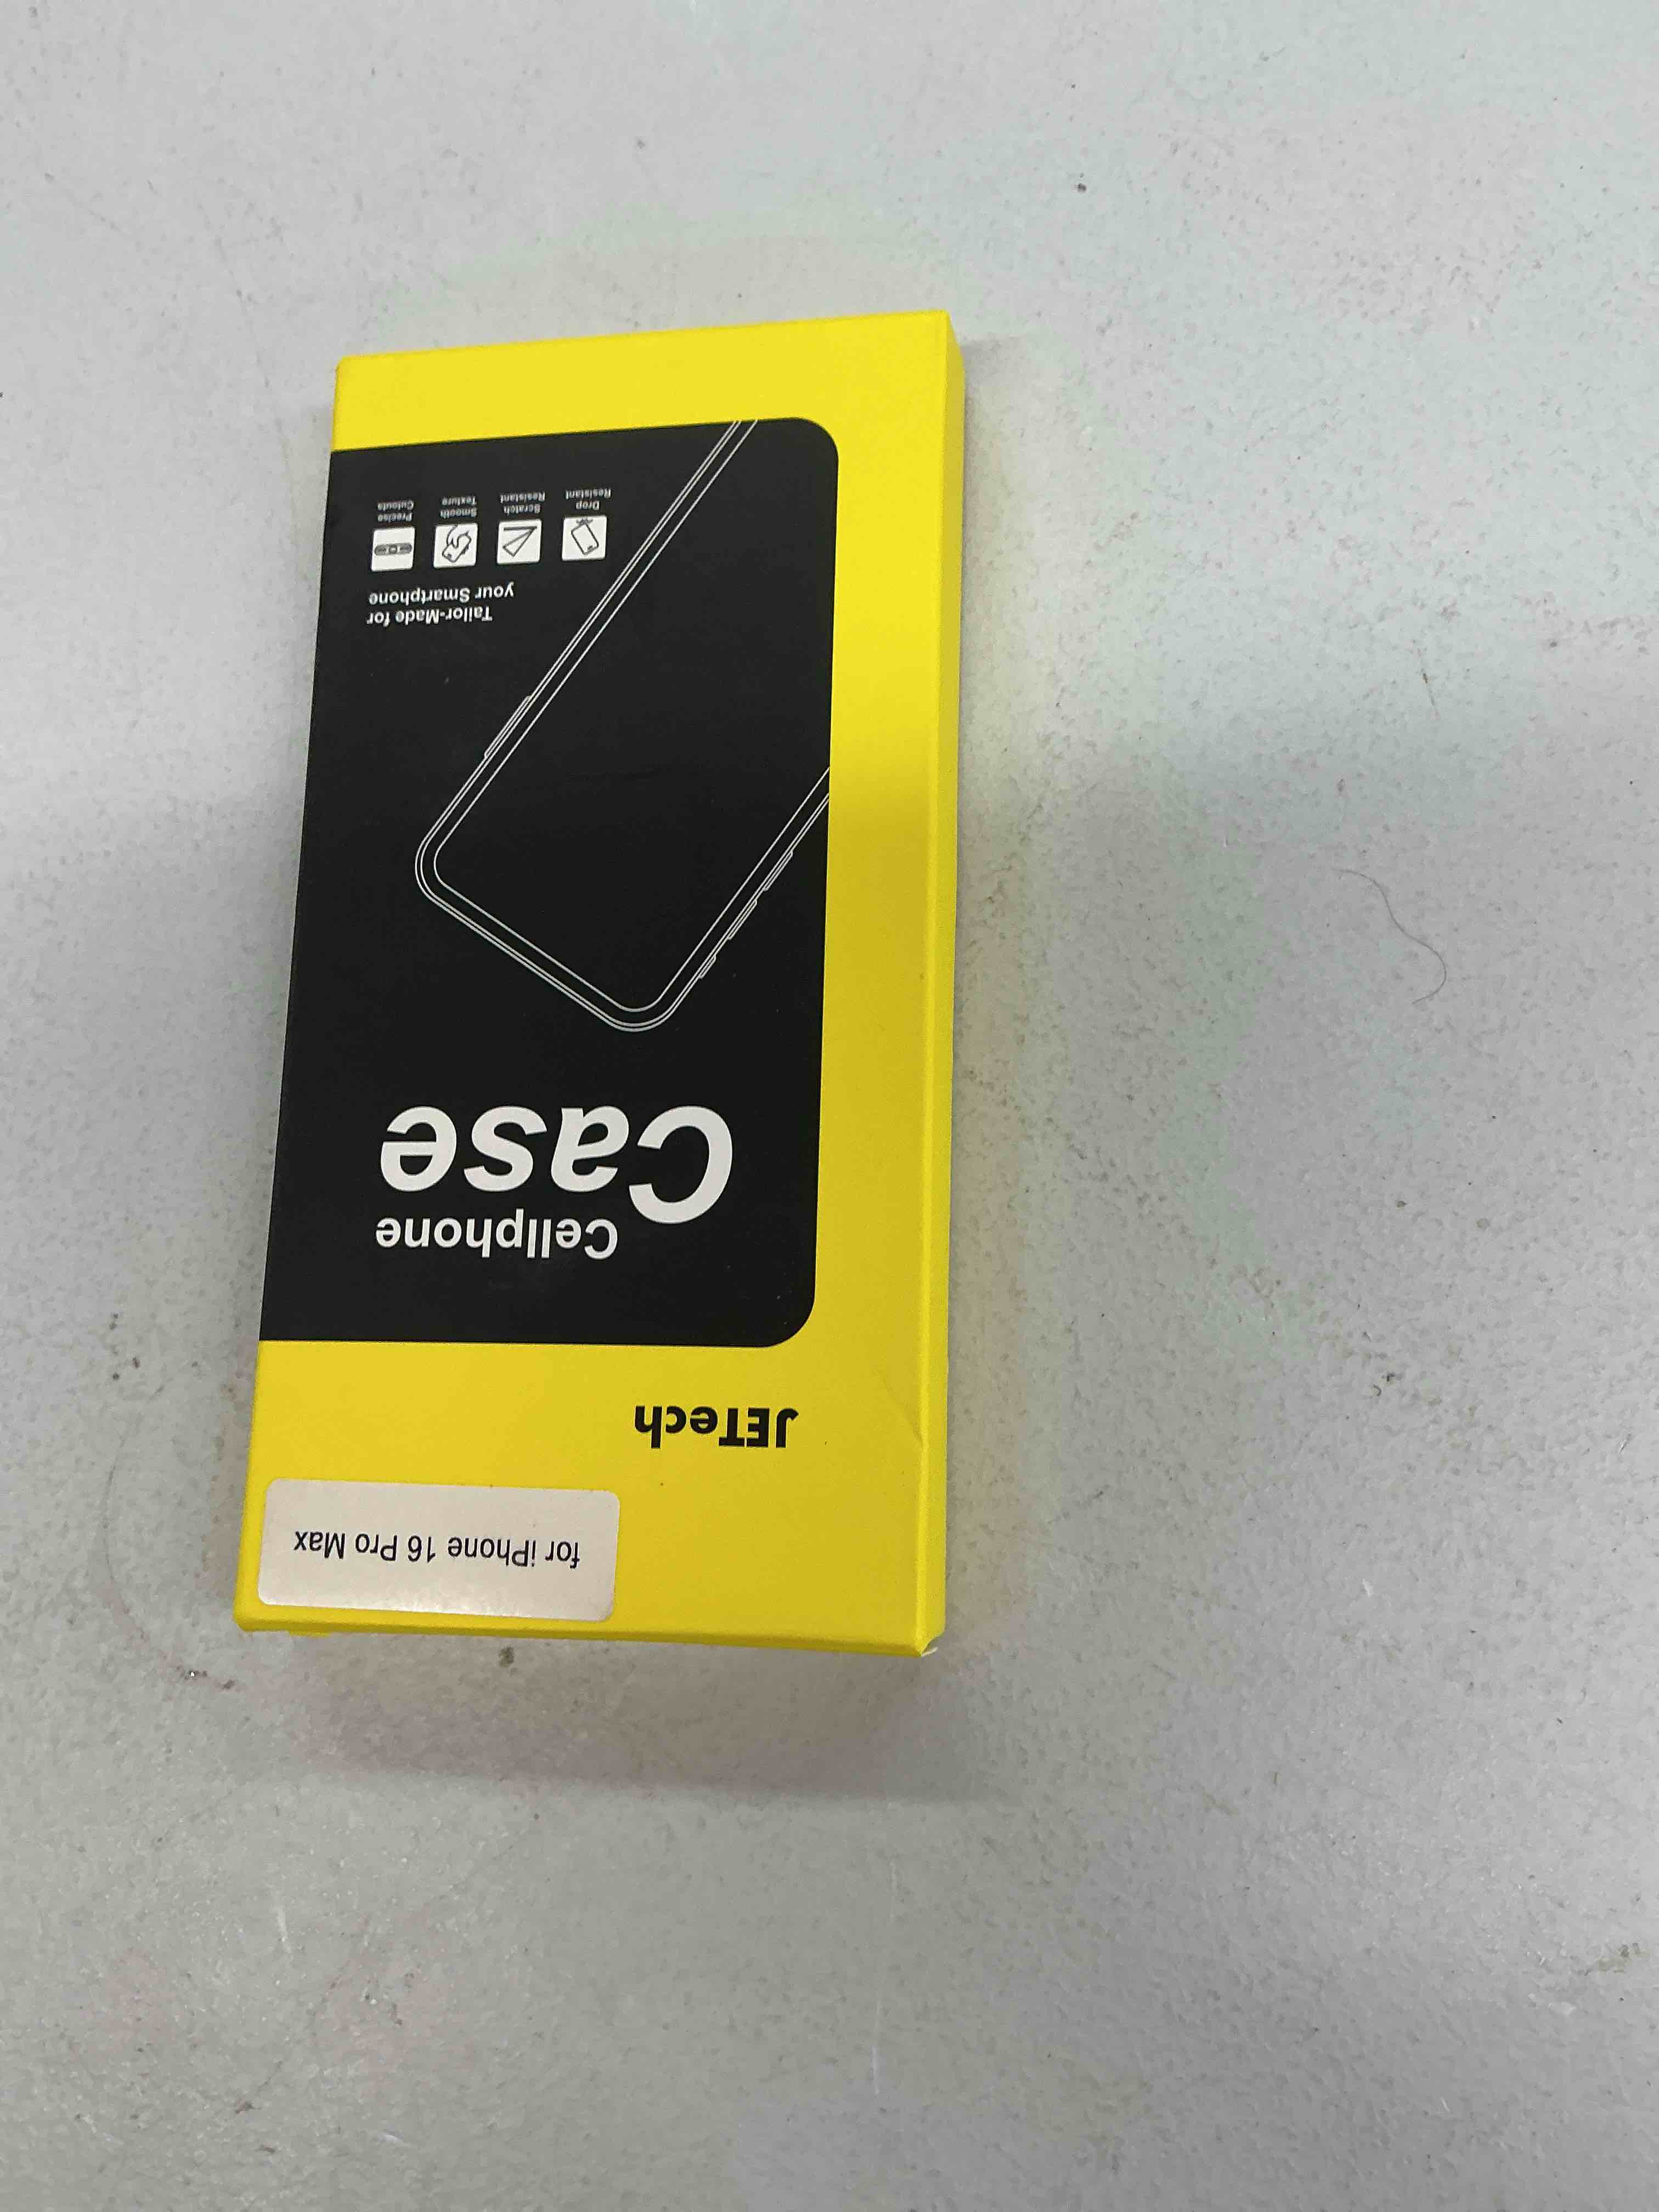 for iPhone 16 Pro Max
JETech
Cellphone
Case
Tailor-Made for
your Smartphone
Drop
Resistant
Scratch
Resistant
Smooth
Texture
Precise
Cutouts